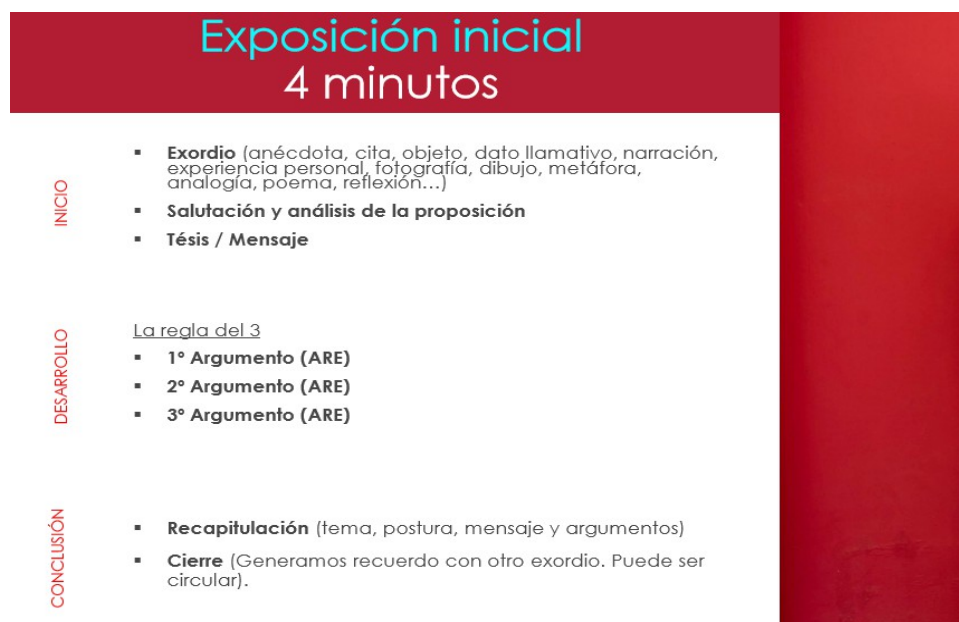 Exposición inicial
4 minutos
INICIO
▪ Exordio (anécdota, cita, objeto, dato llamativo, narración,
experiencia personal, fotografía, dibujo, metáfora,
analogía, poema, reflexión...)
▪ Salutación y análisis de la proposición
▪ Tésis / Mensaje
DESARROLLO
La regla del 3
▪ 1º Argumento (ARE)
▪ 2º Argumento (ARE)
▪ 3º Argumento (ARE)
CONCLUSIÓN
▪ Recapitulación (tema, postura, mensaje y argumentos)
▪ Cierre (Generamos recuerdo con otro exordio. Puede ser
circular).